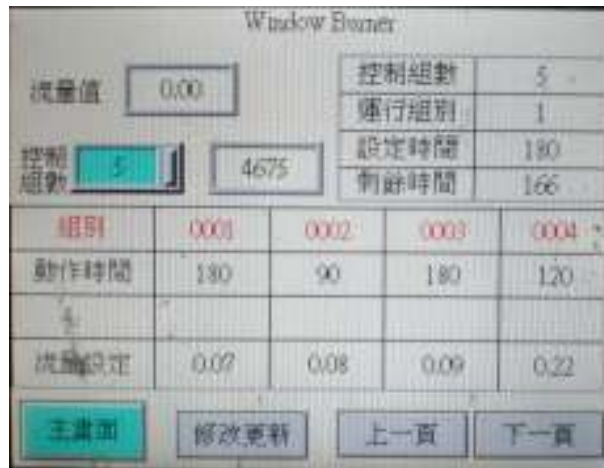 Window Burner
流量值 0.00
控制組數 5
運行組別 1
設定時間 180
剩餘時間 166
控制
組數 5 4675
組別 0001 0002 0003 0004
動作時間 180 90 180 120
流量設定 0.07 0.08 0.09 0.22
主畫面 修改更新 上一頁 下一頁